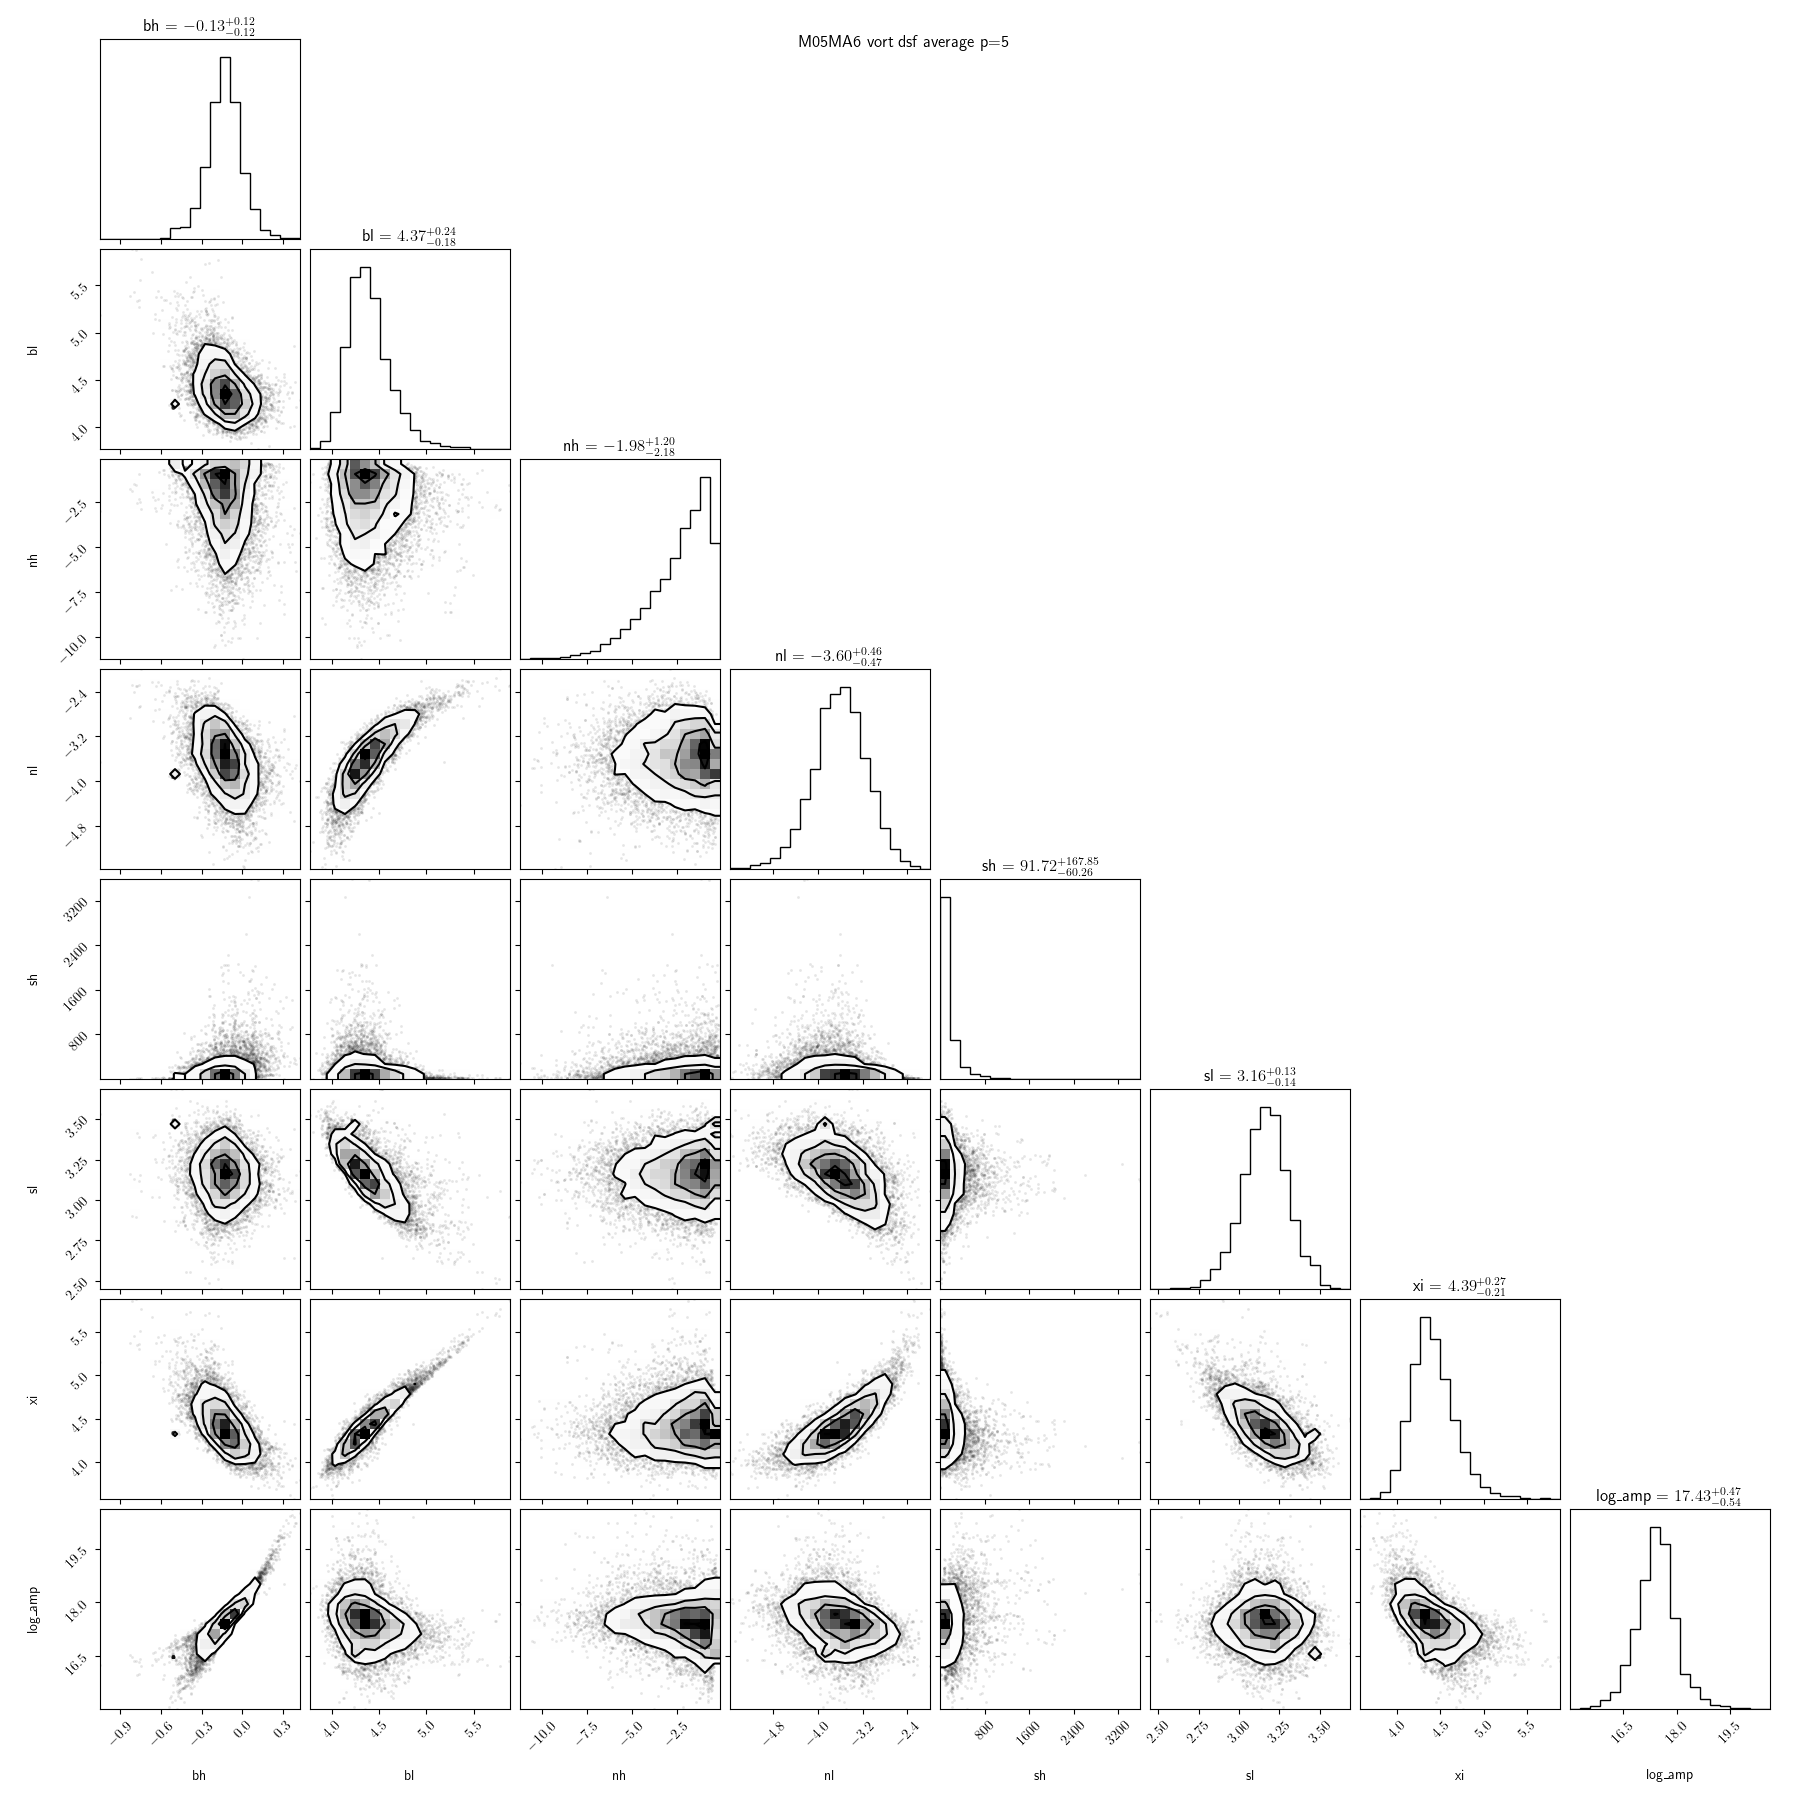 bh = −0.13+0.12−0.12
M05MA6 vort dsf average p=5
bl = 4.37+0.24−0.18
5.5
5.0
4.5
4.0
bl
nh = −1.98+1.20−2.18
−2.5
−5.0
−7.5
−10.0
nh
nl = −3.60+0.46−0.47
−2.4
−3.2
−4.0
−4.8
nl
sh = 91.72+167.85−60.26
3200
2400
1600
800
sh
sl = 3.16+0.13−0.14
3.50
3.25
3.00
2.75
2.50
sl
xi = 4.39+0.27−0.21
5.5
5.0
4.5
4.0
xi
log_amp = 17.43+0.47−0.54
19.5
18.0
16.5
log_amp
−0.9 −0.6 −0.3 0.0 0.3 4.0 4.5 5.0 5.5 −10.0 −7.5 −5.0 −2.5 −4.8 −4.0 −3.2 −2.4 800 1600 2400 3200 2.50 2.75 3.00 3.25 3.50 4.0 4.5 5.0 5.5 16.5 18.0 19.5
bh bl nh nl sh sl xi log_amp